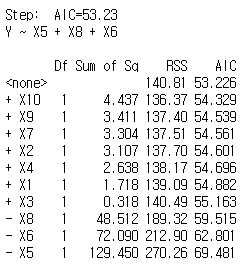 Step:  AIC=53.23
Y ~ X5 + X8 + X6
Df Sum of Sq RSS AIC
<none> 140.81 53.226
+ X10 1 4.437 136.37 54.329
+ X9 1 3.411 137.40 54.539
+ X7 1 3.304 137.51 54.561
+ X2 1 3.107 137.70 54.601
+ X4 1 2.638 138.17 54.696
+ X1 1 1.718 139.09 54.882
+ X3 1 0.318 140.49 55.163
- X8 1 48.512 189.32 59.515
- X6 1 72.090 212.90 62.801
- X5 1 129.450 270.26 69.481